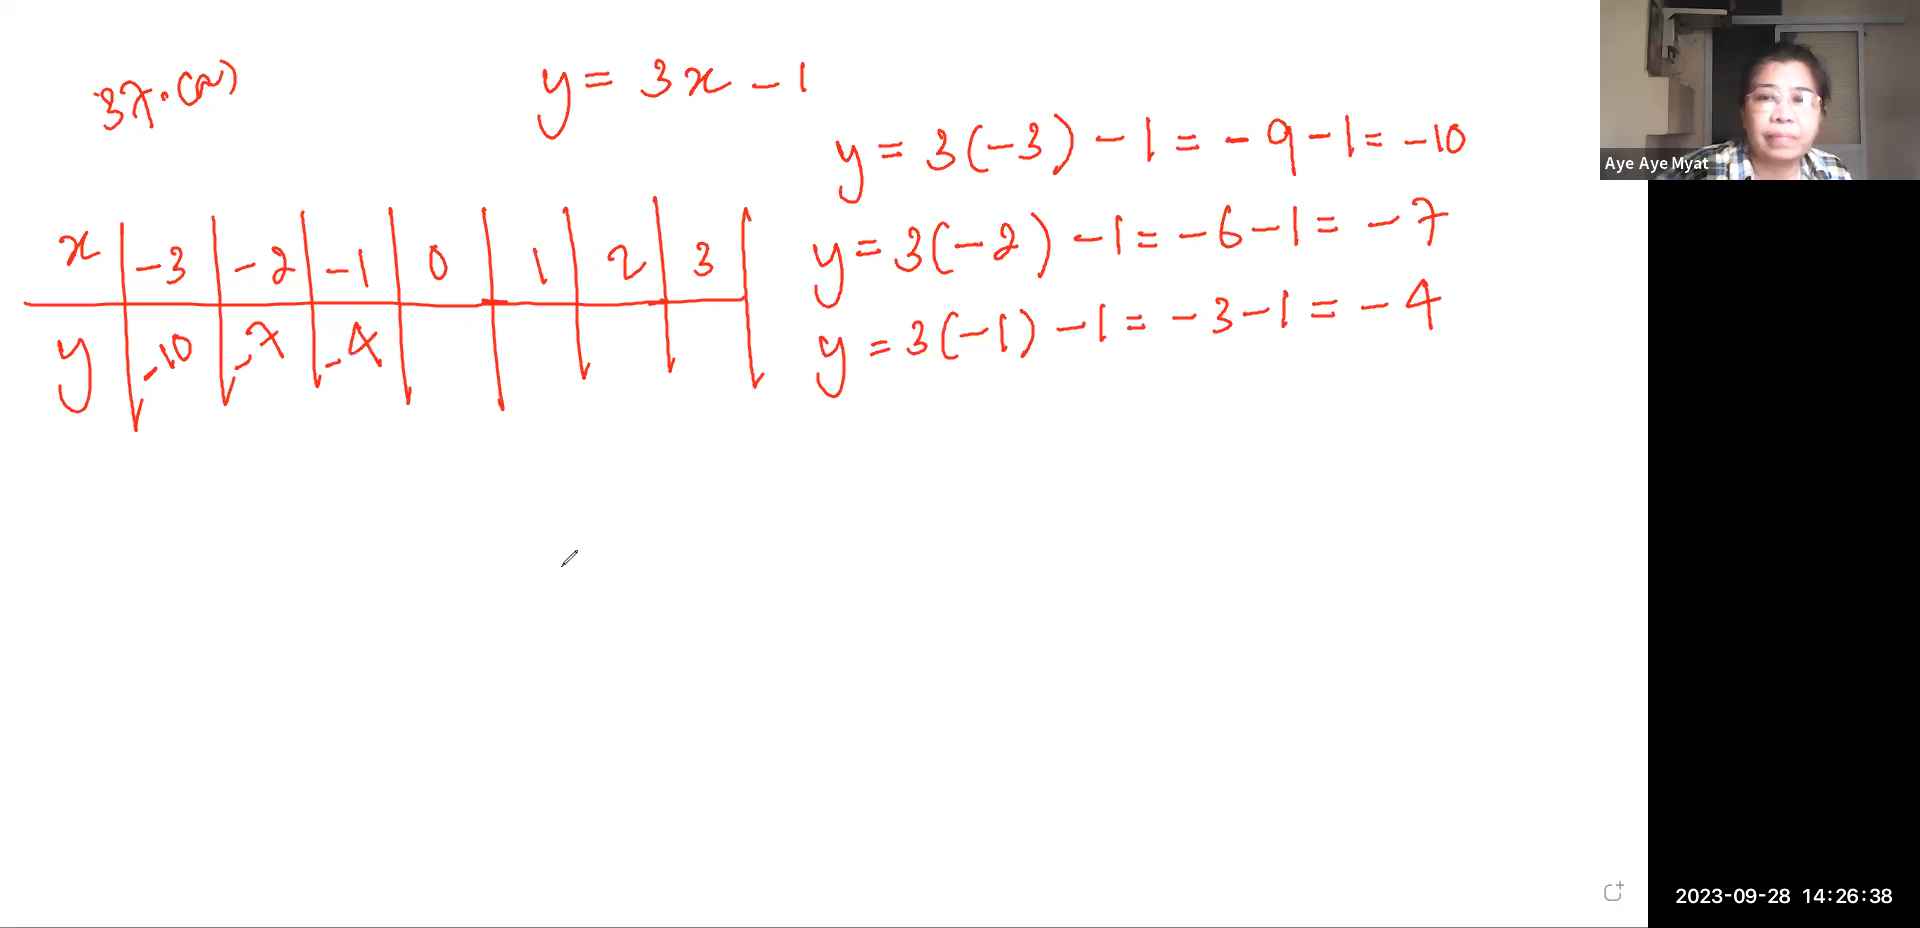 37. (a)
y = 3x - 1
y = 3(-3) - 1 = -9 - 1 = -10
y = 3(-2) - 1 = -6 - 1 = -7
y = 3(-1) - 1 = -3 - 1 = -4
x -3 -2 -1 0 1 2 3
y -10 -7 -4
Aye Aye Myat
2023-09-28 14:26:38